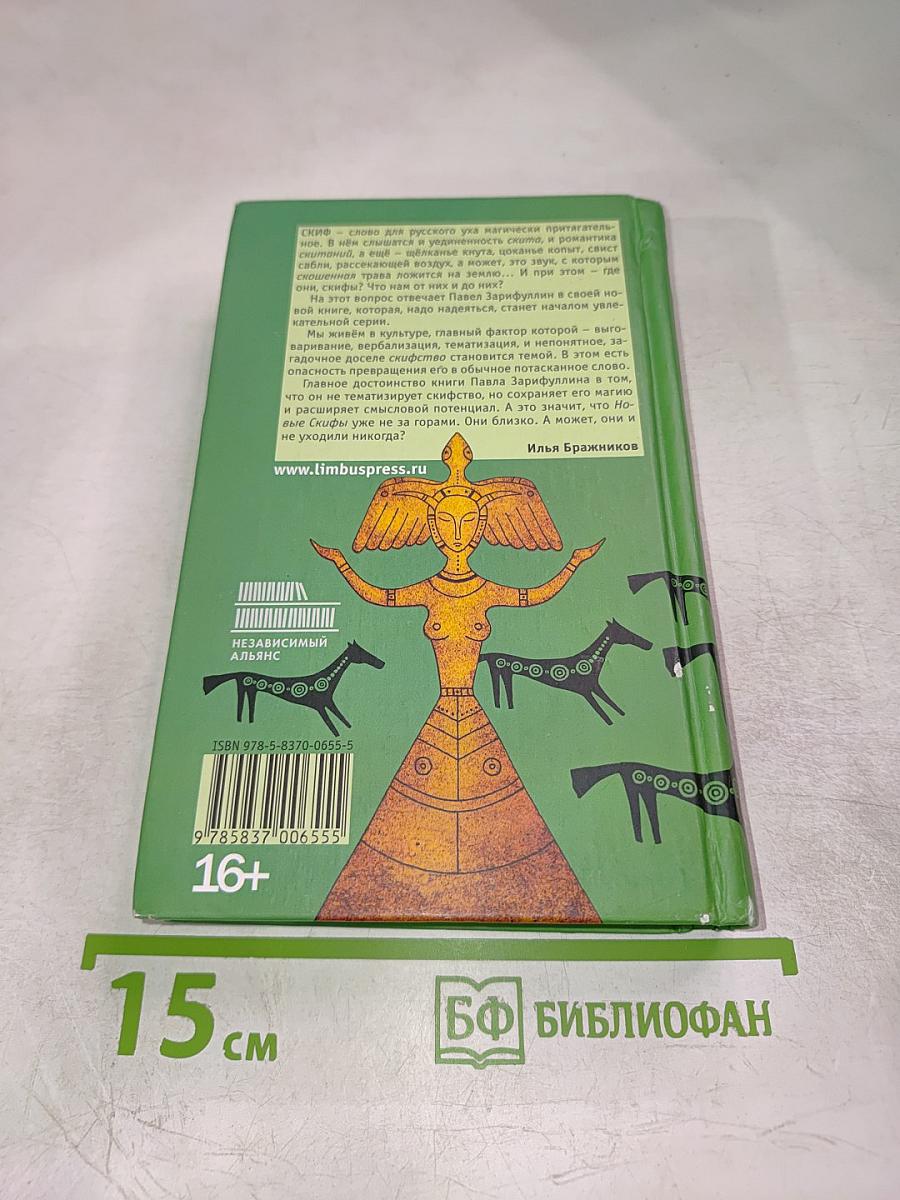 СКИФ – слово для русского уха магически притягатель-
ное. В нём слышатся и уединенность скита, и романтика
скитаний, а ещё – щёлканье кнута, цоканье копыт, свист
сабли, рассекающей воздух, а может, это звук, с которым
скошенная трава ложится на землю... И при этом – где
они, скифы? Что нам от них и до них?
На этот вопрос отвечает Павел Зарифуллин в своей но-
вой книге, которая, надо надеяться, станет началом увле-
кательной серии.
Мы живём в культуре, главный фактор которой – выго-
варивание, вербализация, тематизация, и непонятное, за-
гадочное доселе скифство становится темой. В этом есть
опасность превращения его в обычное потасканное слово.
Главное достоинство книги Павла Зарифуллина в том,
что он не тематизирует скифство, но сохраняет его магию
и расширяет смысловой потенциал. А это значит, что Но-
вые Скифы уже не за горами. Они близко. А может, они и
не уходили никогда?
Илья Бражников
www.limbuspress.ru
НЕЗАВИСИМЫЙ
АЛЬЯНС
ISBN 978-5-8370-0655-5
9 785837 006555
16+
15 см
БФ БИБЛИОФАН